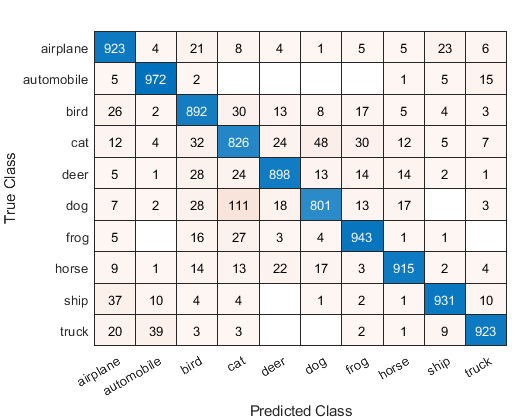 airplane 923 4 21 8 4 1 5 5 23 6
automobile 5 972 2 1 5 15
bird 26 2 892 30 13 8 17 5 4 3
cat 12 4 32 826 24 48 30 12 5 7
deer 5 1 28 24 898 13 14 14 2 1
dog 7 2 28 111 18 801 13 17 3
frog 5 16 27 3 4 943 1 1
horse 9 1 14 13 22 17 3 915 2 4
ship 37 10 4 4 1 2 1 931 10
truck 20 39 3 3 2 1 9 923
airplane automobile bird cat deer dog frog horse ship truck
True Class
Predicted Class